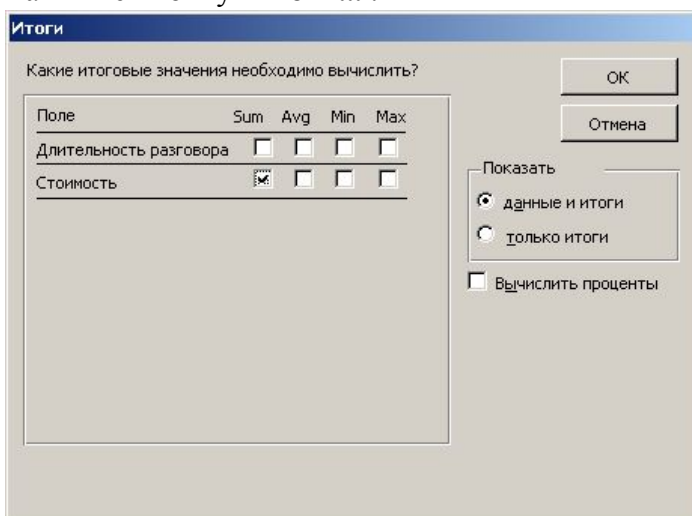 Итоги
Какие итоговые значения необходимо вычислить?
Поле Sum Avg Min Max
Длительность разговора
Стоимость
ОК
Отмена
Показать
данные и итоги
только итоги
Вычислить проценты